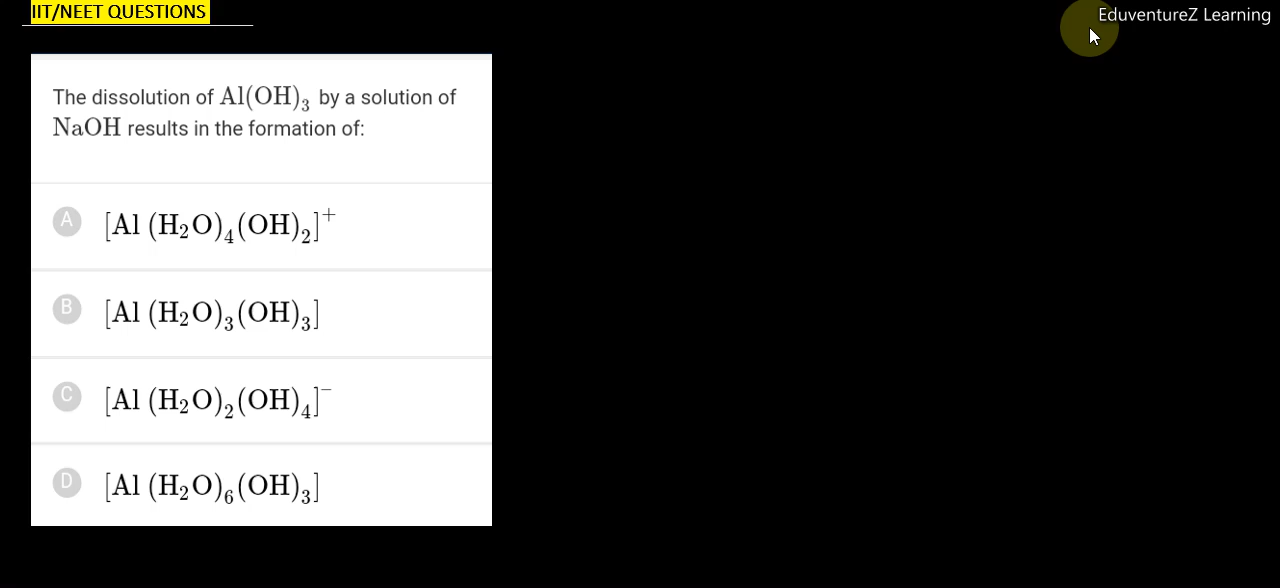 IIT/NEET QUESTIONS
EduventureZ Learning
The dissolution of Al(OH)₃ by a solution of
NaOH results in the formation of:
A [Al (H₂O)₄(OH)₂]⁺
B [Al (H₂O)₃(OH)₃]
C [Al (H₂O)₂(OH)₄]⁻
D [Al (H₂O)₆(OH)₃]